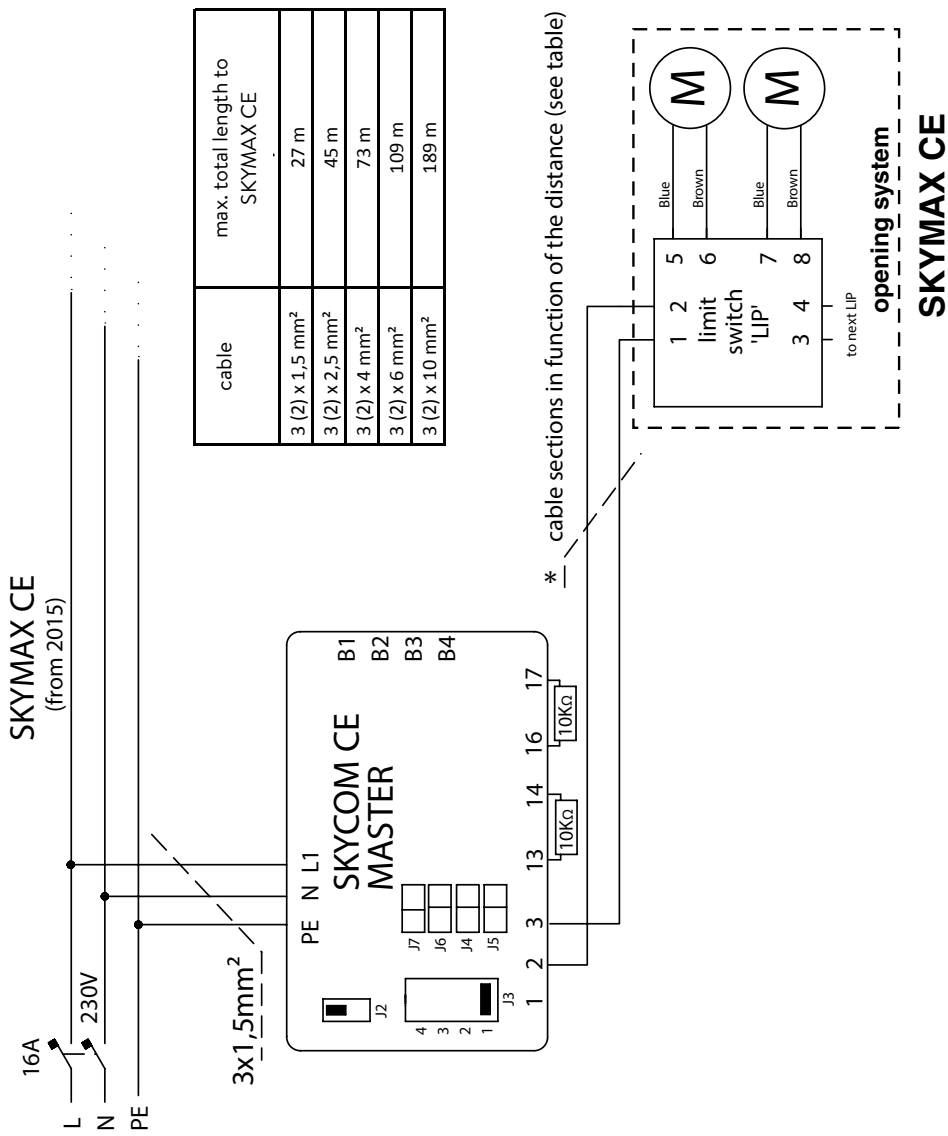 SKYMAX CE
(from 2015)
16A
230V
L
N
PE
3x1,5mm²
cable
max. total length to
SKYMAX CE
3 (2) x 1,5 mm² 27 m
3 (2) x 2,5 mm² 45 m
3 (2) x 4 mm² 73 m
3 (2) x 6 mm² 109 m
3 (2) x 10 mm² 189 m
PE N L1
SKYCOM CE
MASTER
B1
B2
B3
B4
J2
4
3
2
1
J3
J7
J6
J4
J5
1 2 3 13 14 16 17
10KΩ
10KΩ
* cable sections in function of the distance (see table)
1 2
limit
switch
'LIP'
3 4
5
6
7
8
Blue
Brown
Blue
Brown
M
M
to next LIP
opening system
SKYMAX CE